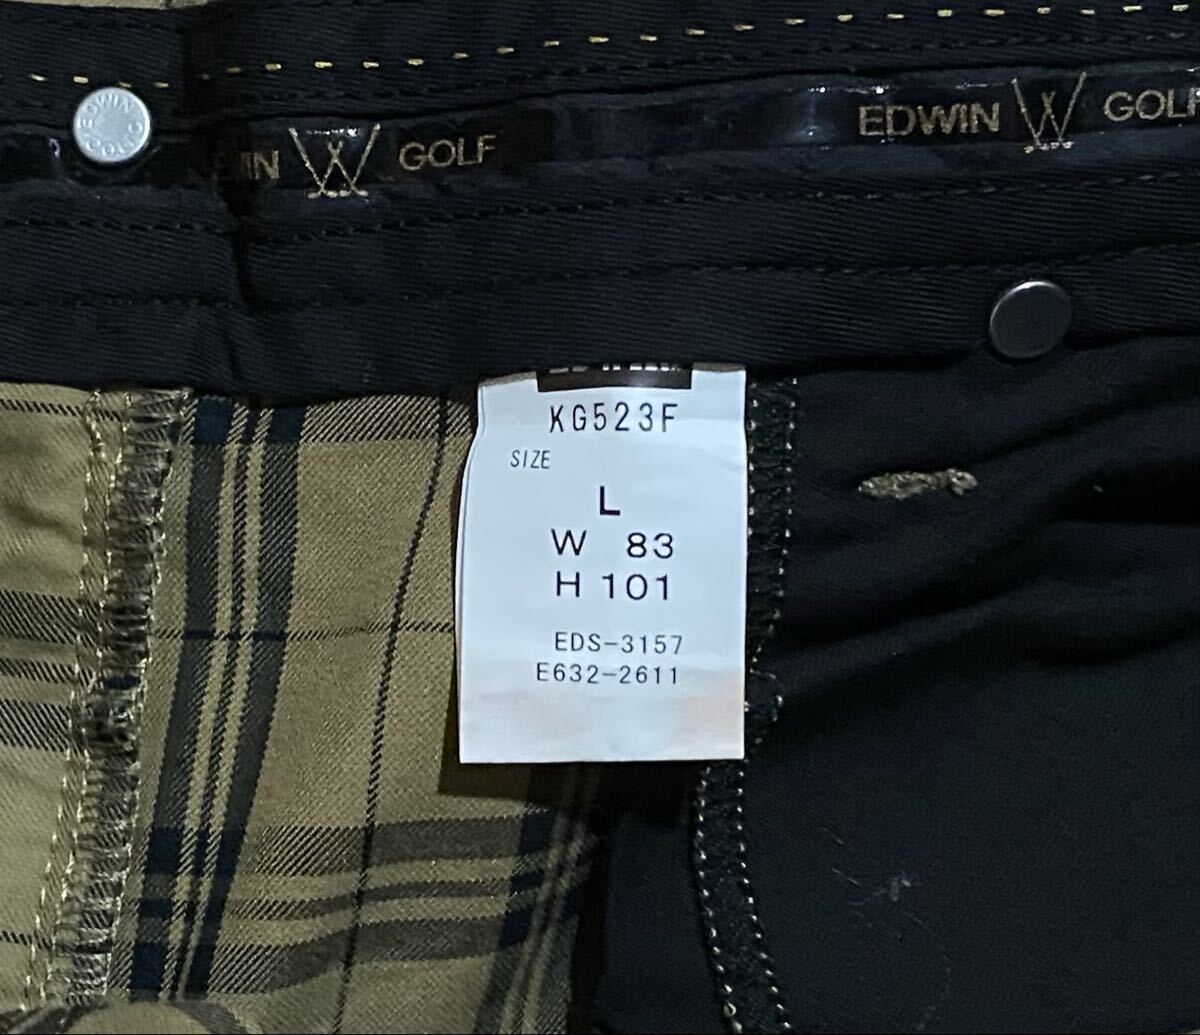 EDWIN GOLF
GOLF
EDWIN
KG523F
SIZE
L
W 83
H 101
EDS-3157
E632-2611